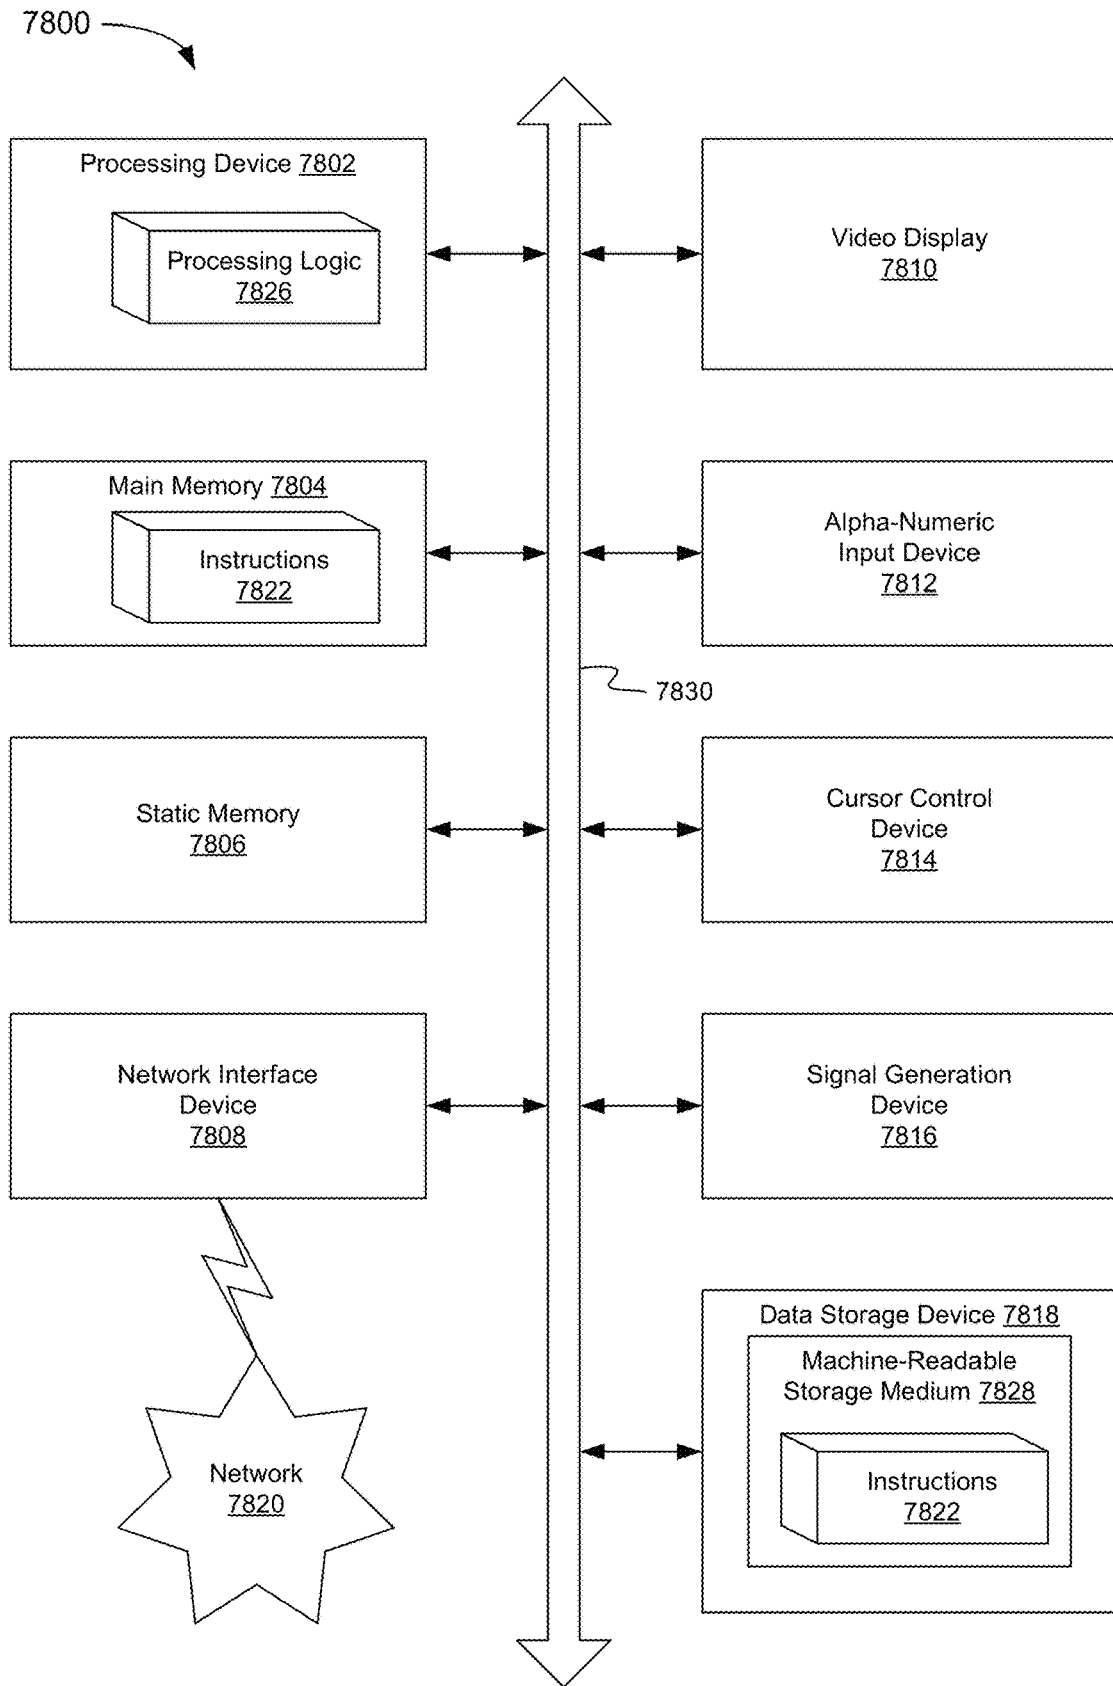 7800
Processing Device 7802
Processing Logic
7826
Video Display
7810
Main Memory 7804
Instructions
7822
Alpha-Numeric
Input Device
7812
7830
Static Memory
7806
Cursor Control
Device
7814
Network Interface
Device
7808
Signal Generation
Device
7816
Data Storage Device 7818
Machine-Readable
Storage Medium 7828
Instructions
7822
Network
7820